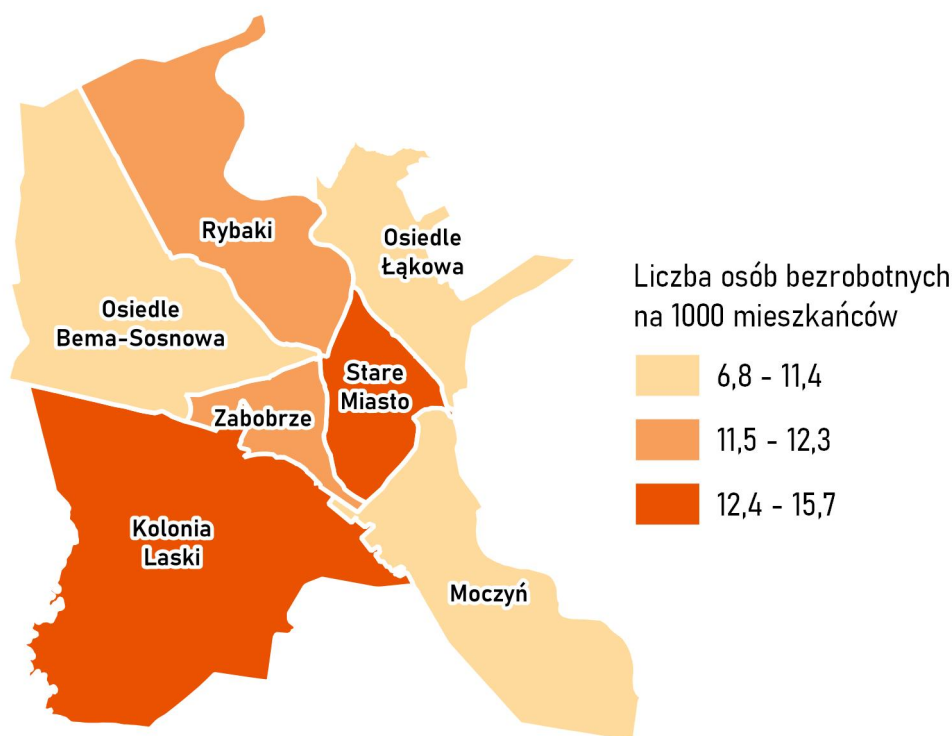 Rybaki
Osiedle
Łąkowa
Osiedle
Bema-Sosnowa
Stare
Miasto
Zabobrze
Kolonia
Laski
Moczyń
Liczba osób bezrobotnych
na 1000 mieszkańców
6,8 - 11,4
11,5 - 12,3
12,4 - 15,7